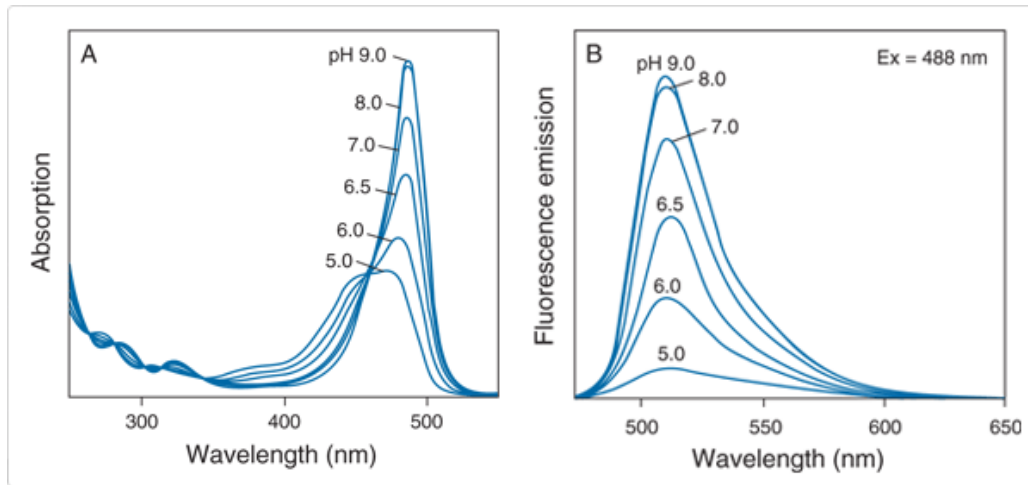 A
pH 9.0
8.0
7.0
6.5
6.0
5.0
Absorption
300
400
500
Wavelength (nm)
B
Ex = 488 nm
pH 9.0
8.0
7.0
6.5
6.0
5.0
Fluorescence emission
500
550
600
650
Wavelength (nm)